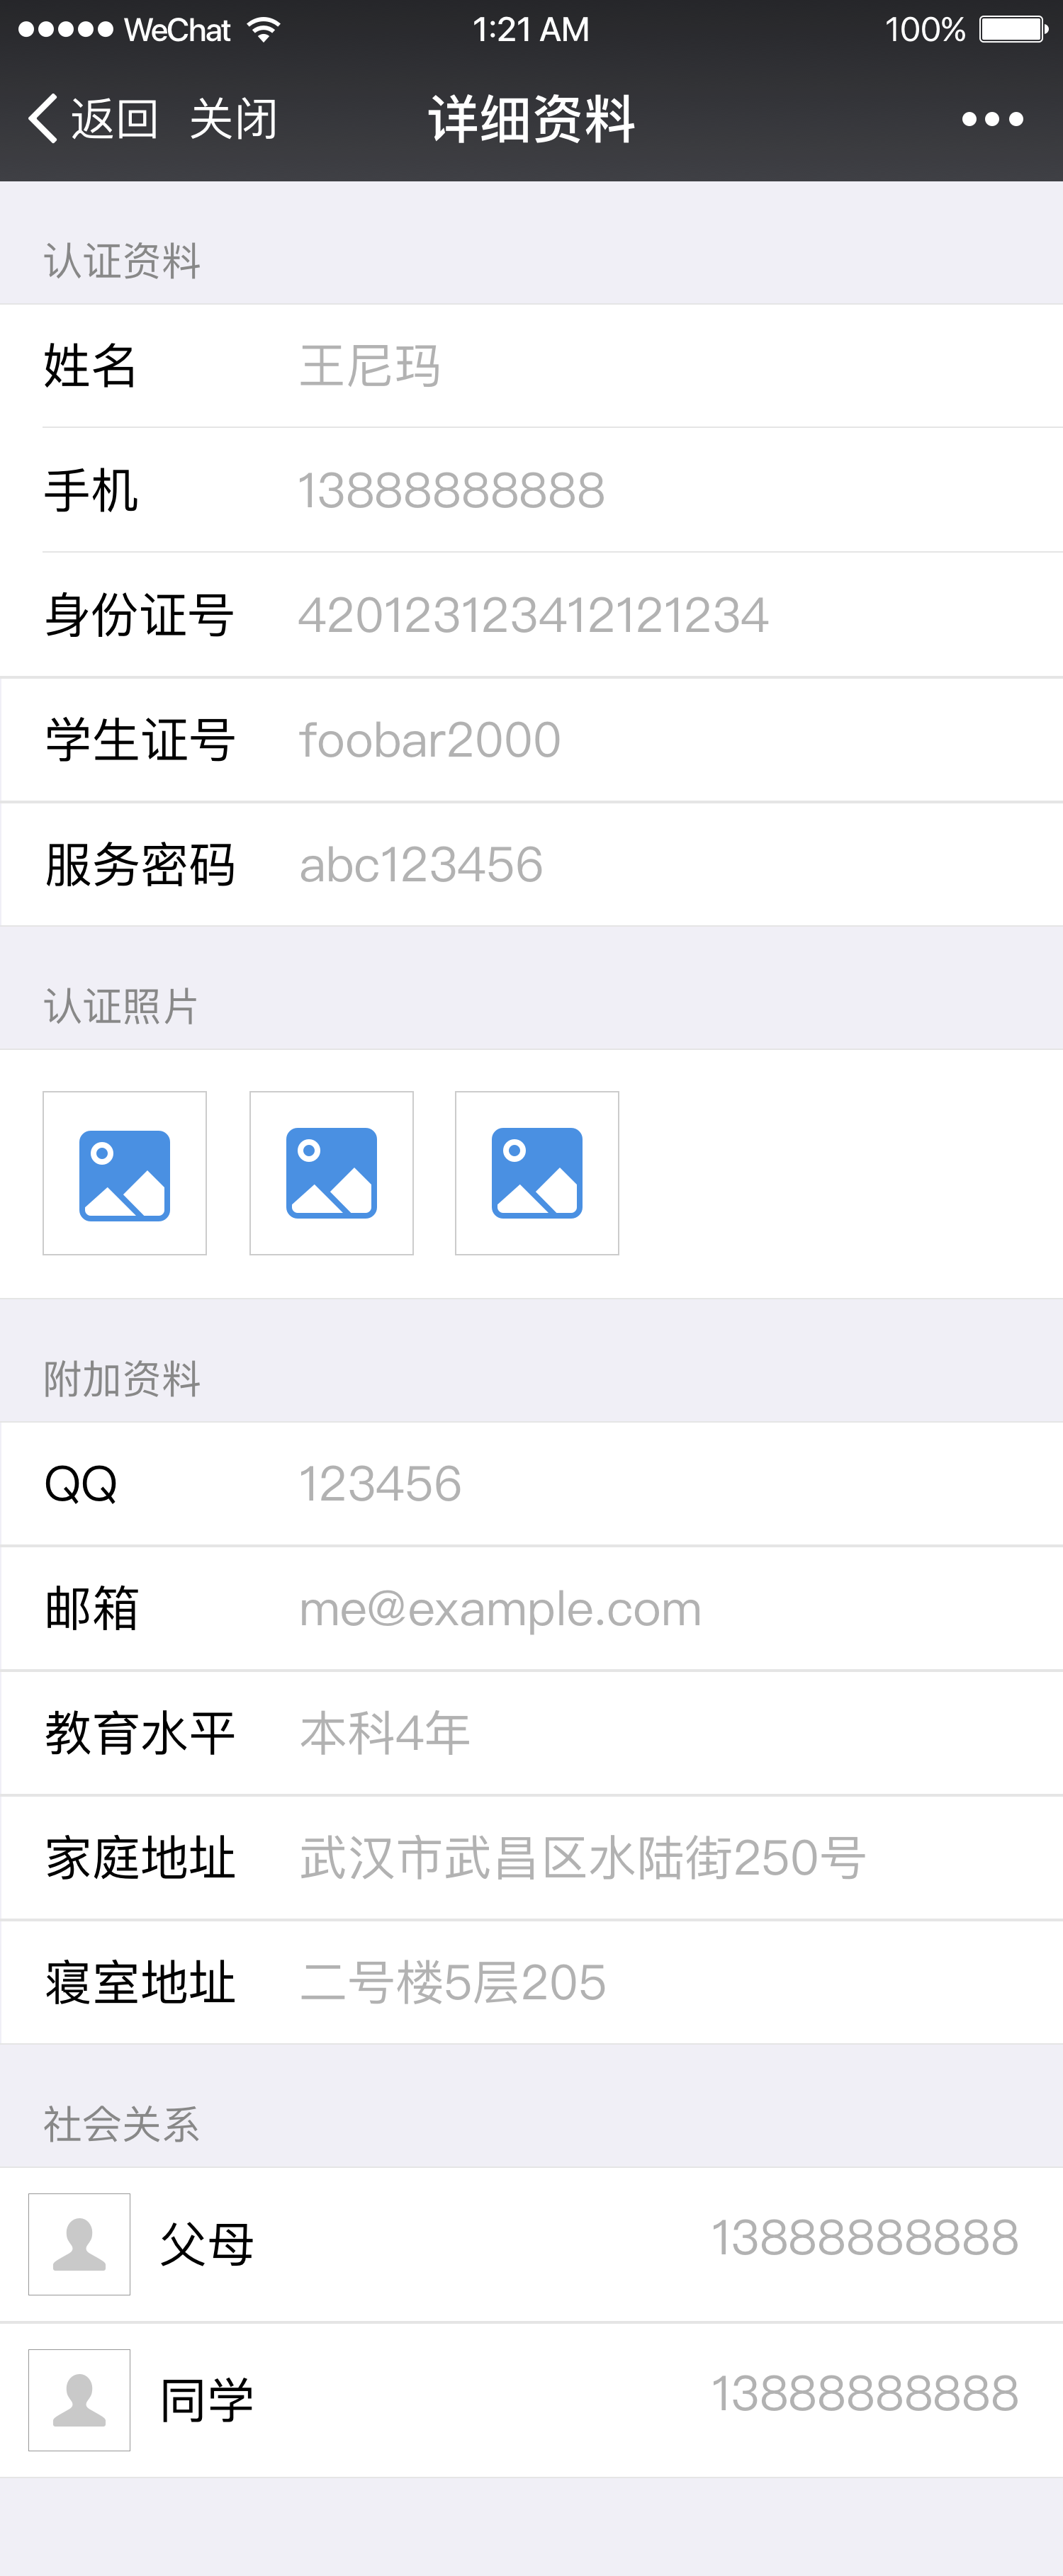 WeChat 1:21 AM 100%
返回 关闭 详细资料
认证资料
姓名 王尼玛
手机 13888888888
身份证号 420123123412121234
学生证号 foobar2000
服务密码 abc123456
认证照片
附加资料
QQ 123456
邮箱 me@example.com
教育水平 本科4年
家庭地址 武汉市武昌区水陆街250号
寝室地址 二号楼5层205
社会关系
父母 13888888888
同学 13888888888